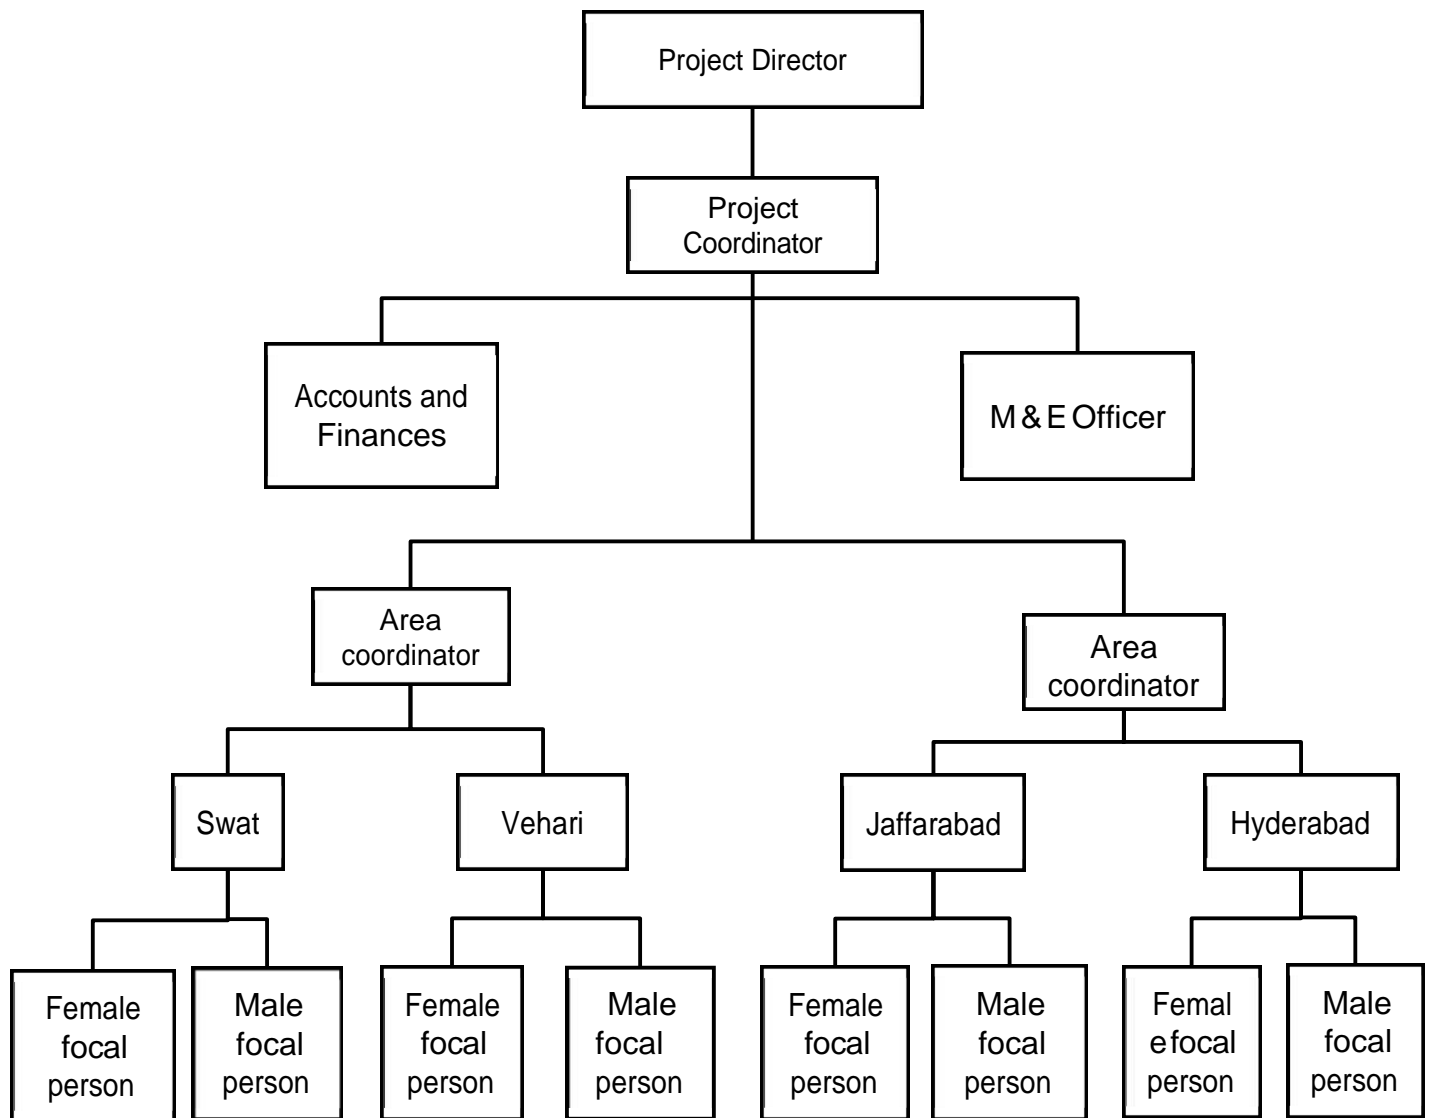 Project Director
Project
Coordinator
Accounts and
Finances
M & E Officer
Area
coordinator
Area
coordinator
Swat
Vehari
Jaffarabad
Hyderabad
Female
focal
person
Male
focal
person
Female
focal
person
Male
focal
person
Female
focal
person
Male
focal
person
Femal
e focal
person
Male
focal
person